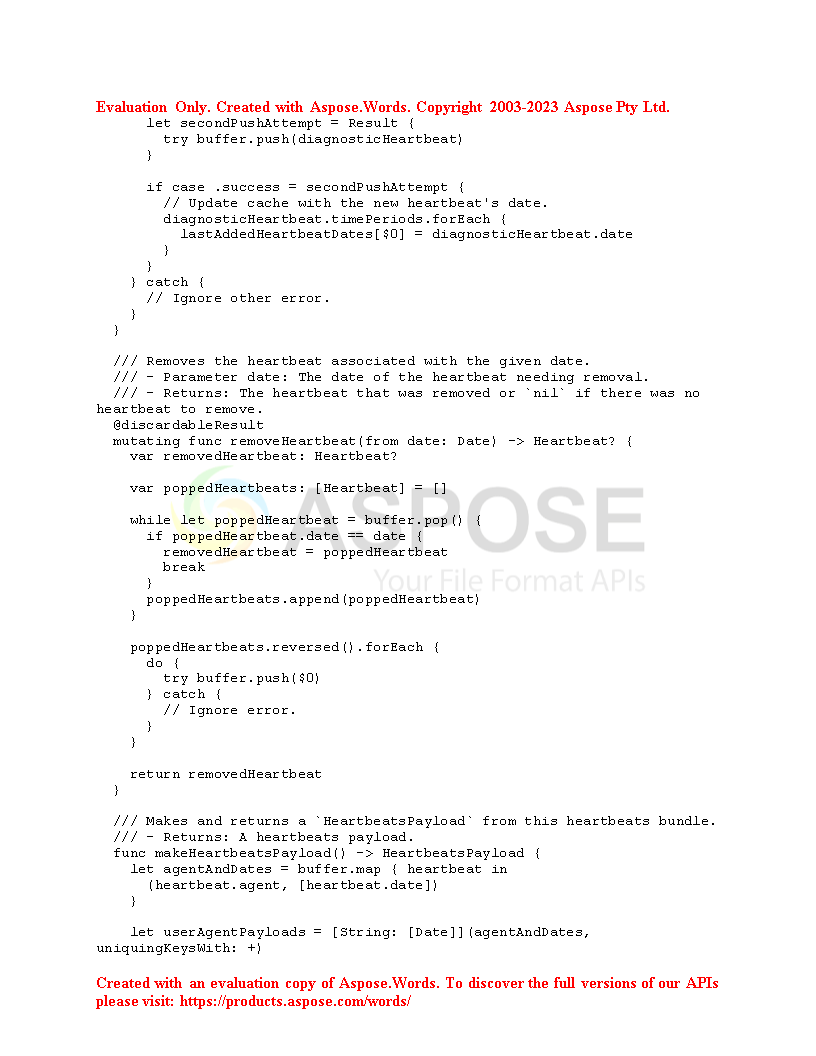 Evaluation Only. Created with Aspose.Words. Copyright 2003-2023 Aspose Pty Ltd.
      let secondPushAttempt = Result {
        try buffer.push(diagnosticHeartbeat)
      }

      if case .success = secondPushAttempt {
        // Update cache with the new heartbeat's date.
        diagnosticHeartbeat.timePeriods.forEach {
          lastAddedHeartbeatDates[$0] = diagnosticHeartbeat.date
        }
      }
    } catch {
      // Ignore other error.
    }
  }

  /// Removes the heartbeat associated with the given date.
  /// - Parameter date: The date of the heartbeat needing removal.
  /// - Returns: The heartbeat that was removed or `nil` if there was no
heartbeat to remove.
  @discardableResult
  mutating func removeHeartbeat(from date: Date) -> Heartbeat? {
    var removedHeartbeat: Heartbeat?

    var poppedHeartbeats: [Heartbeat] = []

    while let poppedHeartbeat = buffer.pop() {
      if poppedHeartbeat.date == date {
        removedHeartbeat = poppedHeartbeat
        break
      }
      poppedHeartbeats.append(poppedHeartbeat)
    }

    poppedHeartbeats.reversed().forEach {
      do {
        try buffer.push($0)
      } catch {
        // Ignore error.
      }
    }

    return removedHeartbeat
  }

  /// Makes and returns a `HeartbeatsPayload` from this heartbeats bundle.
  /// - Returns: A heartbeats payload.
  func makeHeartbeatsPayload() -> HeartbeatsPayload {
    let agentAndDates = buffer.map { heartbeat in
      (heartbeat.agent, [heartbeat.date])
    }

    let userAgentPayloads = [String: [Date]](agentAndDates,
uniquingKeysWith: +)
ASPOSE
Your File Format APIs
Created with an evaluation copy of Aspose.Words. To discover the full versions of our APIs
please visit: https://products.aspose.com/words/